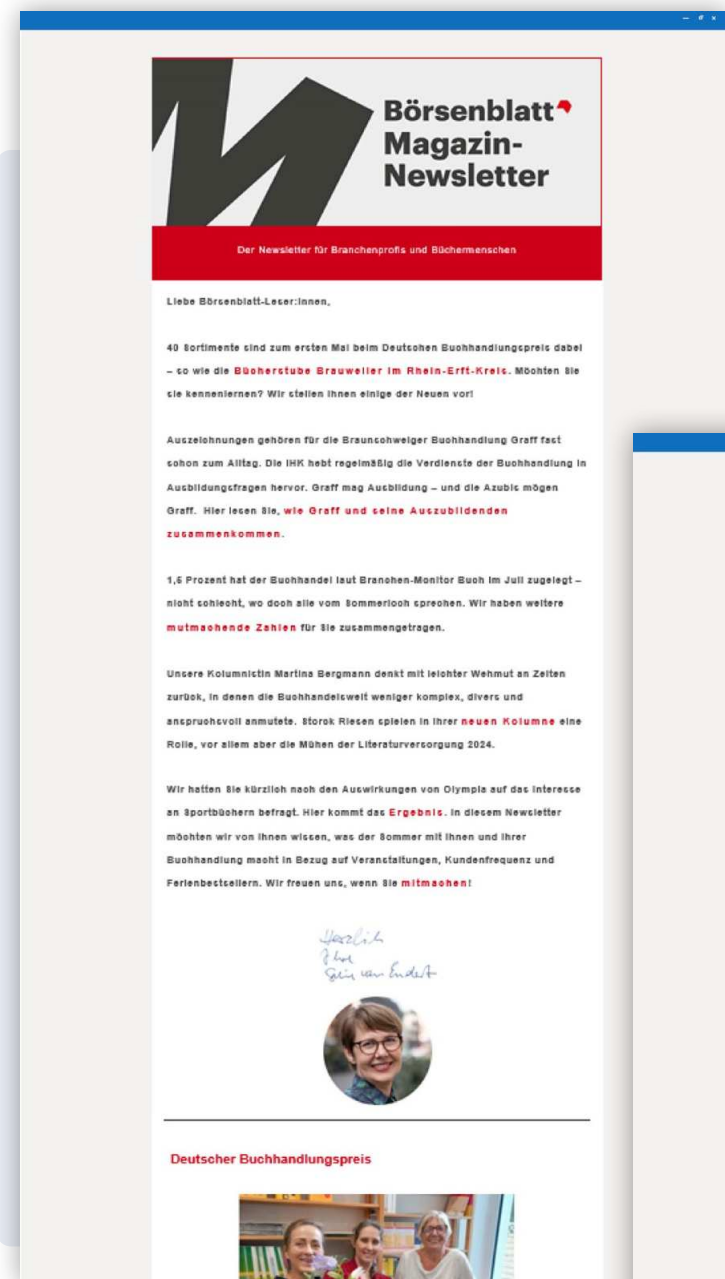 Börsenblatt
Magazin-
Newsletter
Der Newsletter für Branchenprofis und Büchermenschen
Liebe Börsenblatt-Leser:innen,
40 Sortimente sind zum ersten Mal beim Deutschen Buchhandlungspreis dabei
– so wie die Bücherstube Brauweiler im Rhein-Erft-Kreis. Möchten Sie
sie kennenlernen? Wir stellen Ihnen einige der Neuen vor!
Auszeichnungen gehören für die Braunschweiger Buchhandlung Graff fast
schon zum Alltag. Die IHK hebt regelmäßig die Verdienste der Buchhandlung in
Ausbildungsfragen hervor. Graff mag Ausbildung – und die Azubis mögen
Graff. Hier lesen Sie, wie Graff und seine Auszubildenden
zusammenkommen.
1,5 Prozent hat der Buchhandel laut Branchen-Monitor Buch im Juli zugelegt –
nicht schlecht, wo doch alle vom Sommerloch sprechen. Wir haben weitere
mutmachende Zahlen für Sie zusammengetragen.
Unsere Kolumnistin Martina Bergmann denkt mit leichter Wehmut an Zeiten
zurück, in denen die Buchhandelswelt weniger komplex, divers und
anspruchsvoll anmutete. Storck Riesen spielen in ihrer neuen Kolumne eine
Rolle, vor allem aber die Mühen der Literaturversorgung 2024.
Wir hatten Sie kürzlich nach den Auswirkungen von Olympia auf das Interesse
an Sportbüchern befragt. Hier kommt das Ergebnis. In diesem Newsletter
möchten wir von Ihnen wissen, was der Sommer mit Ihnen und Ihrer
Buchhandlung macht in Bezug auf Veranstaltungen, Kundenfrequenz und
Ferienbestsellern. Wir freuen uns, wenn Sie mitmachen!
Herzlich
Ihre
van Endert
Deutscher Buchhandlungspreis